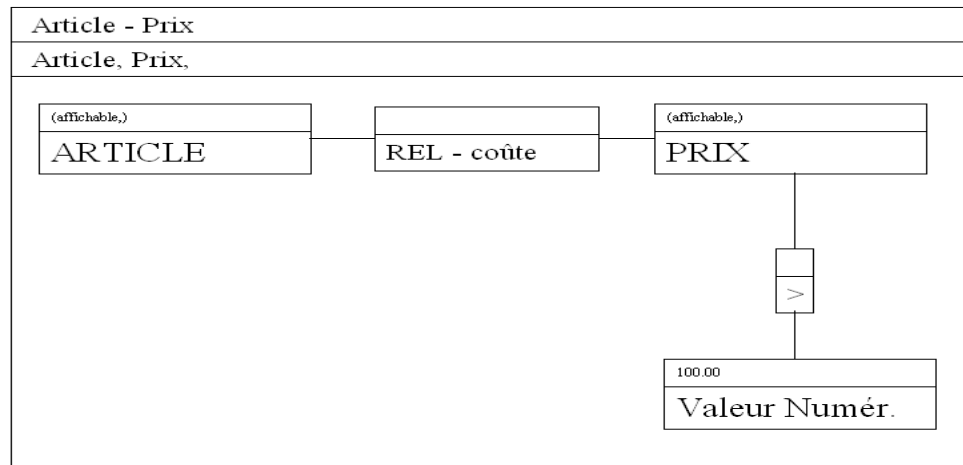 Article - Prix
Article, Prix,
(affichable,)
ARTICLE
REL - coûte
(affichable,)
PRIX
>
100.00
Valeur Numér.